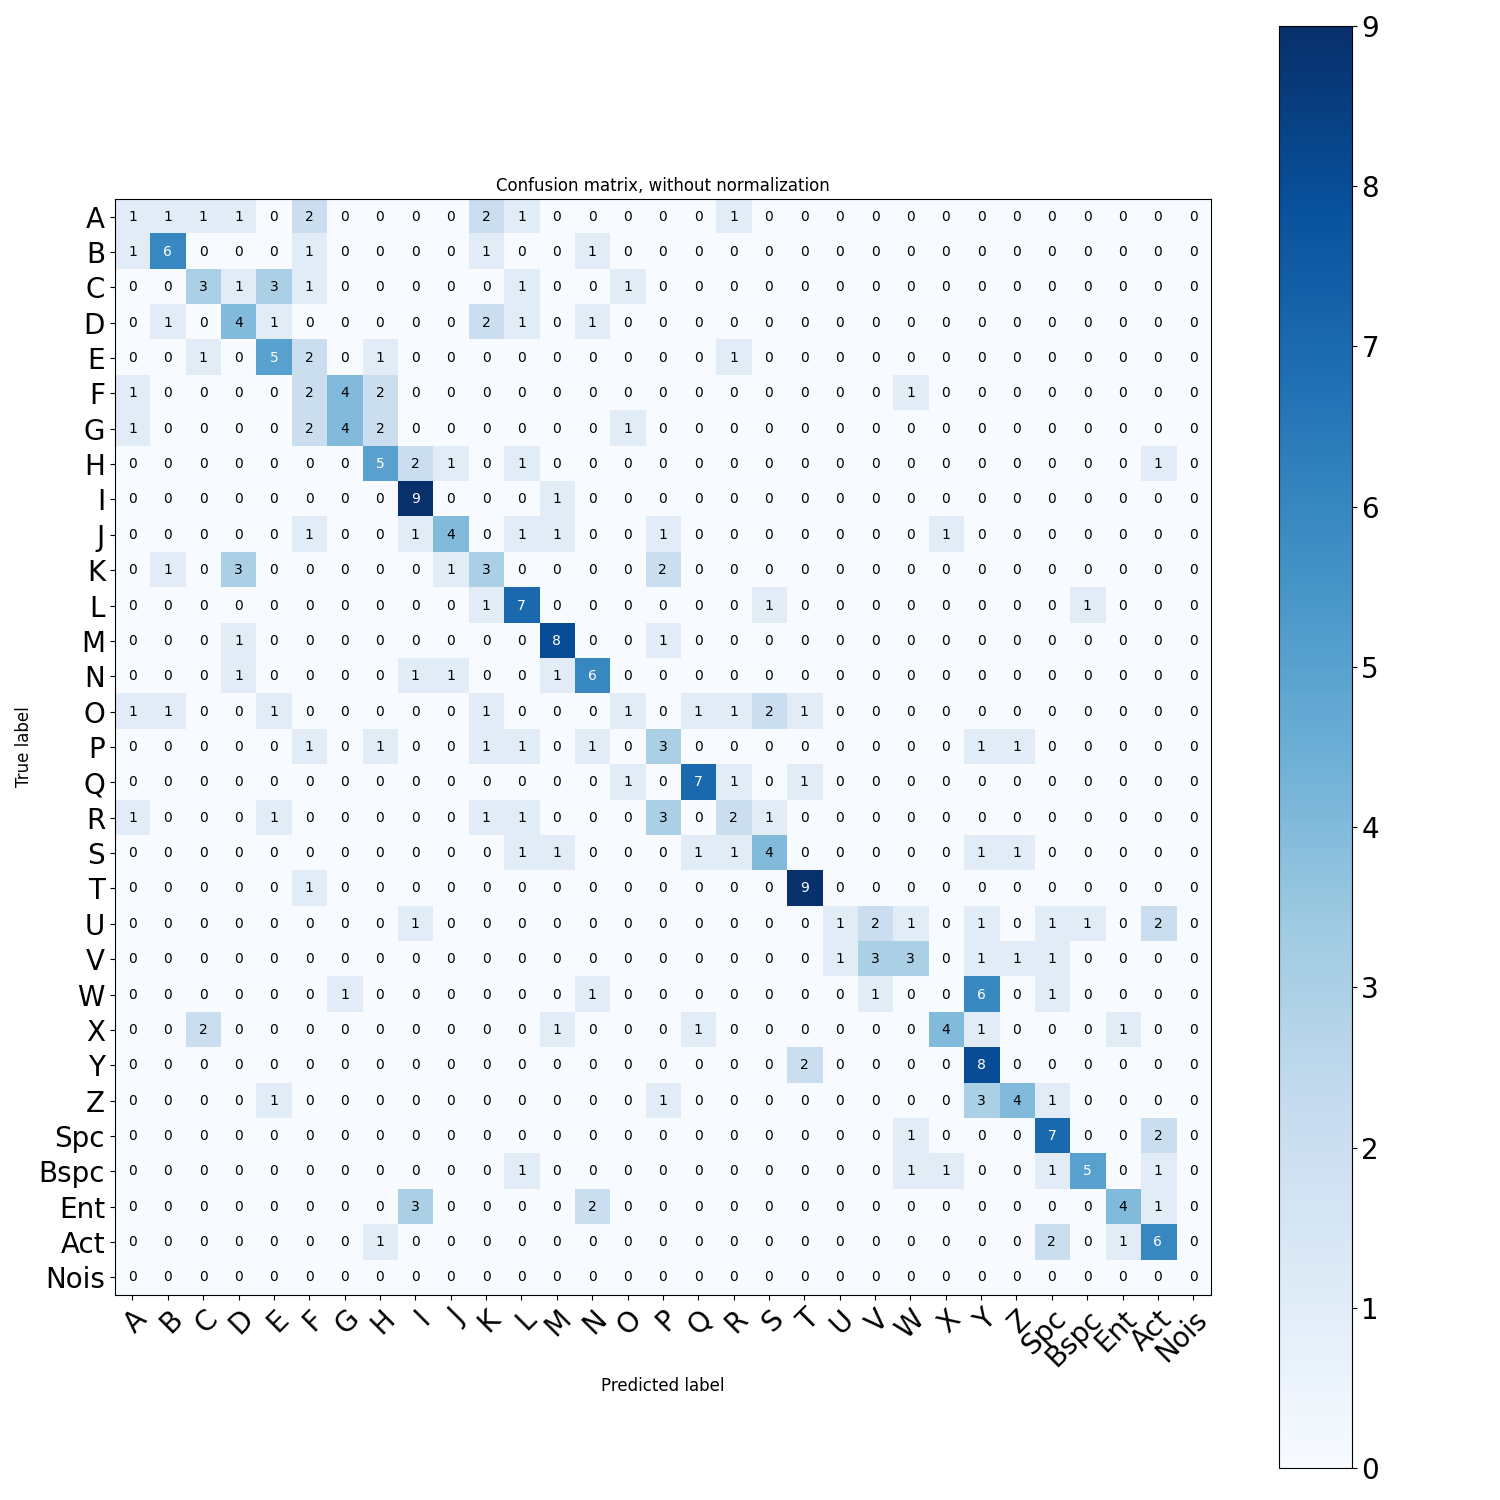 Confusion matrix, without normalization
A 1 1 1 1 0 2 0 0 0 0 2 1 0 0 0 0 0 1 0 0 0 0 0 0 0 0 0 0 0 0 0
B 1 6 0 0 0 1 0 0 0 0 1 0 0 1 0 0 0 0 0 0 0 0 0 0 0 0 0 0 0 0 0
C 0 0 3 1 3 1 0 0 0 0 0 1 0 0 1 0 0 0 0 0 0 0 0 0 0 0 0 0 0 0 0
D 0 1 0 4 1 0 0 0 0 0 2 1 0 1 0 0 0 0 0 0 0 0 0 0 0 0 0 0 0 0 0
E 0 0 1 0 5 2 0 1 0 0 0 0 0 0 0 0 0 1 0 0 0 0 0 0 0 0 0 0 0 0 0
F 1 0 0 0 0 2 4 2 0 0 0 0 0 0 0 0 0 0 0 0 0 0 1 0 0 0 0 0 0 0 0
G 1 0 0 0 0 2 4 2 0 0 0 0 0 0 1 0 0 0 0 0 0 0 0 0 0 0 0 0 0 0 0
H 0 0 0 0 0 0 0 5 2 1 0 1 0 0 0 0 0 0 0 0 0 0 0 0 0 0 0 0 0 1 0
I 0 0 0 0 0 0 0 0 9 0 0 0 1 0 0 0 0 0 0 0 0 0 0 0 0 0 0 0 0 0 0
J 0 0 0 0 0 1 0 0 1 4 0 1 1 0 0 1 0 0 0 0 0 0 0 1 0 0 0 0 0 0 0
K 0 1 0 3 0 0 0 0 0 1 3 0 0 0 0 2 0 0 0 0 0 0 0 0 0 0 0 0 0 0 0
L 0 0 0 0 0 0 0 0 0 0 1 7 0 0 0 0 0 0 1 0 0 0 0 0 0 0 0 1 0 0 0
M 0 0 0 1 0 0 0 0 0 0 0 0 8 0 0 1 0 0 0 0 0 0 0 0 0 0 0 0 0 0 0
N 0 0 0 1 0 0 0 0 1 1 0 0 1 6 0 0 0 0 0 0 0 0 0 0 0 0 0 0 0 0 0
O 1 1 0 0 1 0 0 0 0 0 1 0 0 0 1 0 1 1 2 1 0 0 0 0 0 0 0 0 0 0 0
P 0 0 0 0 0 1 0 1 0 0 1 1 0 1 0 3 0 0 0 0 0 0 0 0 1 1 0 0 0 0 0
Q 0 0 0 0 0 0 0 0 0 0 0 0 0 0 1 0 7 1 0 1 0 0 0 0 0 0 0 0 0 0 0
R 1 0 0 0 1 0 0 0 0 0 1 1 0 0 0 3 0 2 1 0 0 0 0 0 0 0 0 0 0 0 0
S 0 0 0 0 0 0 0 0 0 0 0 1 1 0 0 0 1 1 4 0 0 0 0 0 1 1 0 0 0 0 0
T 0 0 0 0 0 1 0 0 0 0 0 0 0 0 0 0 0 0 0 9 0 0 0 0 0 0 0 0 0 0 0
U 0 0 0 0 0 0 0 0 1 0 0 0 0 0 0 0 0 0 0 0 1 2 1 0 1 0 1 1 0 2 0
V 0 0 0 0 0 0 0 0 0 0 0 0 0 0 0 0 0 0 0 0 1 3 3 0 1 1 1 0 0 0 0
W 0 0 0 0 0 0 1 0 0 0 0 0 0 1 0 0 0 0 0 0 0 1 0 0 6 0 1 0 0 0 0
X 0 0 2 0 0 0 0 0 0 0 0 0 1 0 0 0 1 0 0 0 0 0 0 4 1 0 0 0 1 0 0
Y 0 0 0 0 0 0 0 0 0 0 0 0 0 0 0 0 0 0 0 2 0 0 0 0 8 0 0 0 0 0 0
Z 0 0 0 0 1 0 0 0 0 0 0 0 0 0 0 1 0 0 0 0 0 0 0 0 3 4 1 0 0 0 0
Spc 0 0 0 0 0 0 0 0 0 0 0 0 0 0 0 0 0 0 0 0 0 0 1 0 0 0 7 0 0 2 0
Bspc 0 0 0 0 0 0 0 0 0 0 0 1 0 0 0 0 0 0 0 0 0 0 1 1 0 0 1 5 0 1 0
Ent 0 0 0 0 0 0 0 0 3 0 0 0 0 2 0 0 0 0 0 0 0 0 0 0 0 0 0 0 4 1 0
Act 0 0 0 0 0 0 0 1 0 0 0 0 0 0 0 0 0 0 0 0 0 0 0 0 0 0 2 0 1 6 0
Nois 0 0 0 0 0 0 0 0 0 0 0 0 0 0 0 0 0 0 0 0 0 0 0 0 0 0 0 0 0 0 0
A B C D E F G H I J K L M N O P Q R S T U V W X Y Z Spc Bspc Ent Act Nois
Predicted label
True label
9
8
7
6
5
4
3
2
1
0